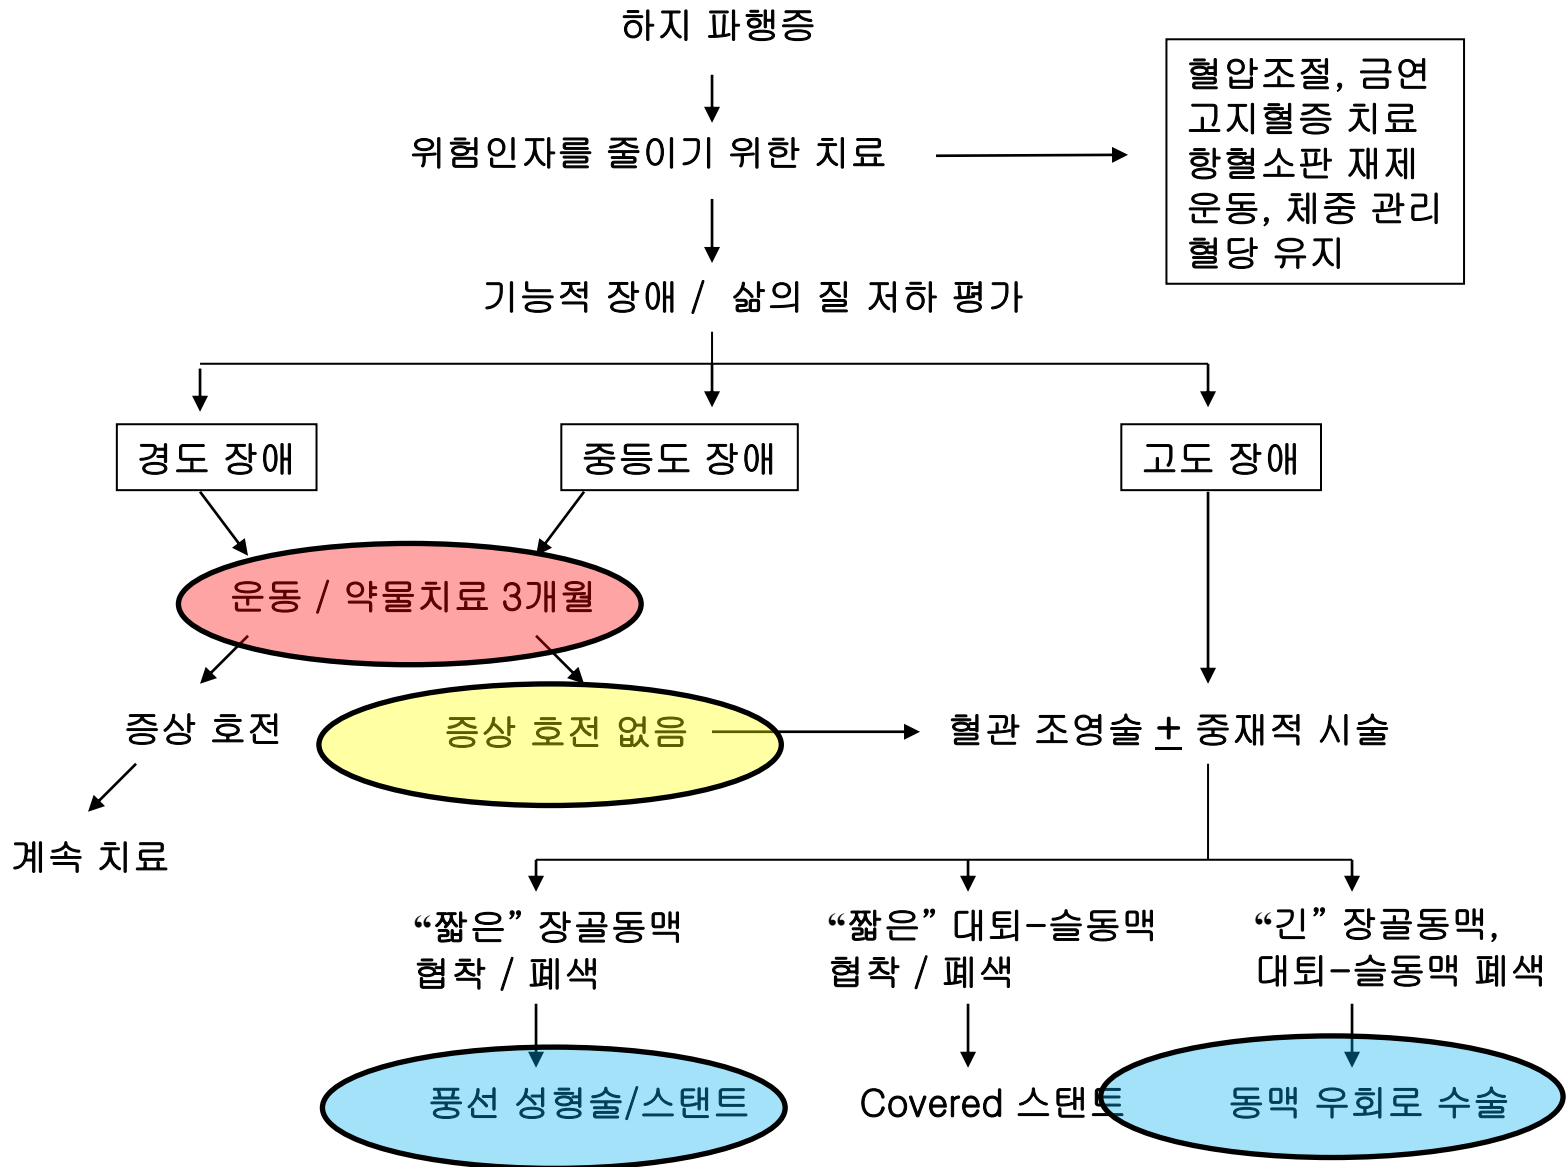 하지 파행증
혈압조절, 금연
고지혈증 치료
항혈소판 재제
운동, 체중 관리
혈당 유지
위험인자를 줄이기 위한 치료
기능적 장애 / 삶의 질 저하 평가
경도 장애
중등도 장애
고도 장애
운동 / 약물치료 3개월
증상 호전
증상 호전 없음
혈관 조영술 ± 중재적 시술
계속 치료
“짧은” 장골동맥
협착 / 폐색
“짧은” 대퇴-슬동맥
협착 / 폐색
“긴” 장골동맥,
대퇴-슬동맥 폐색
풍선 성형술/스탠트
Covered 스탠트
동맥 우회로 수술